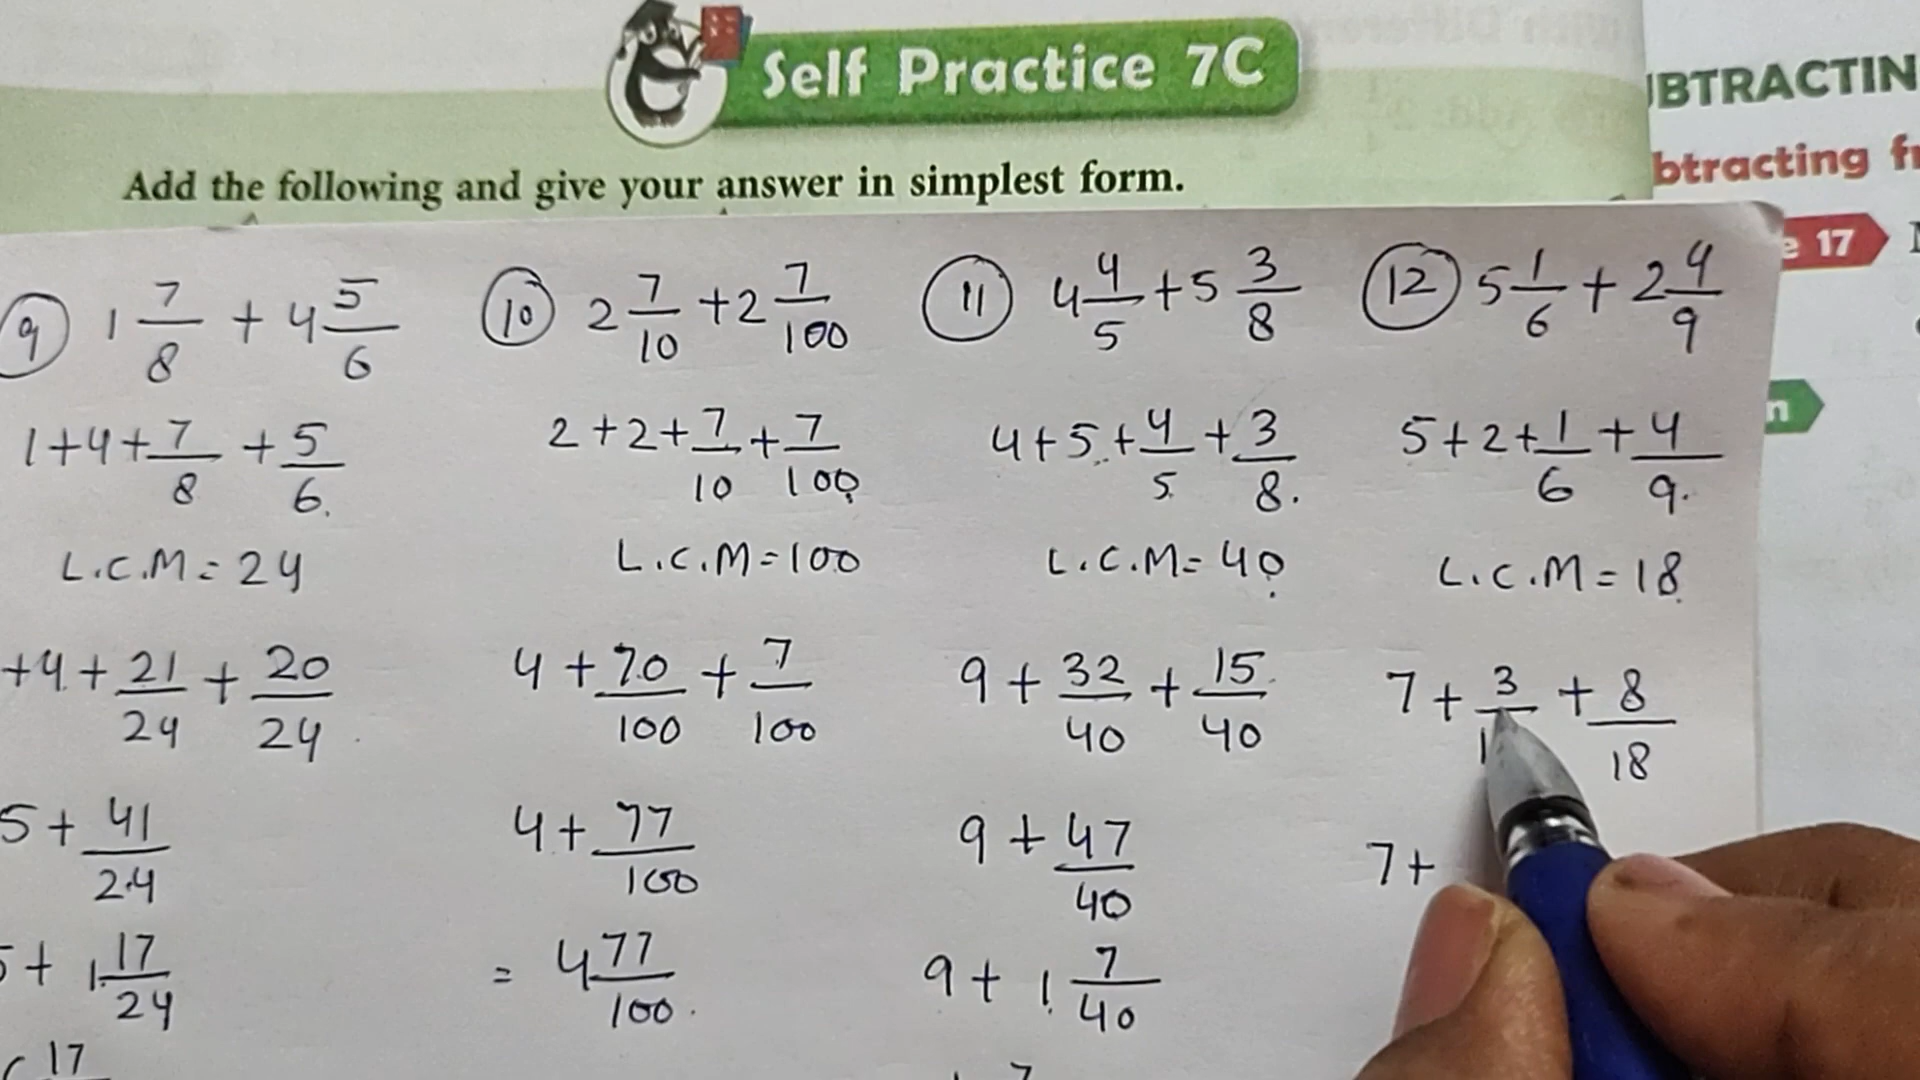 Self Practice 7C
BTRACTIN
btracting
Add the following and give your answer in simplest form.
17
9 1 7/8 + 4 5/6
10 2 7/10 + 2 7/100
11 4 4/5 + 5 3/8
12 5 1/6 + 2 4/9
1+4+7/8+5/6
2+2+7/10+7/100
4+5+4/5+3/8
5+2+1/6+4/9
n
L.C.M=24
L.C.M=100
L.C.M=40
L.C.M=18
+4+21/24+20/24
4+70/100+7/100
9+32/40+15/40
7+3/1 +8/18
5+41/24
4+77/100
9+47/40
7+
5+1 17/24
=4 77/100
9+1 7/40
17
7